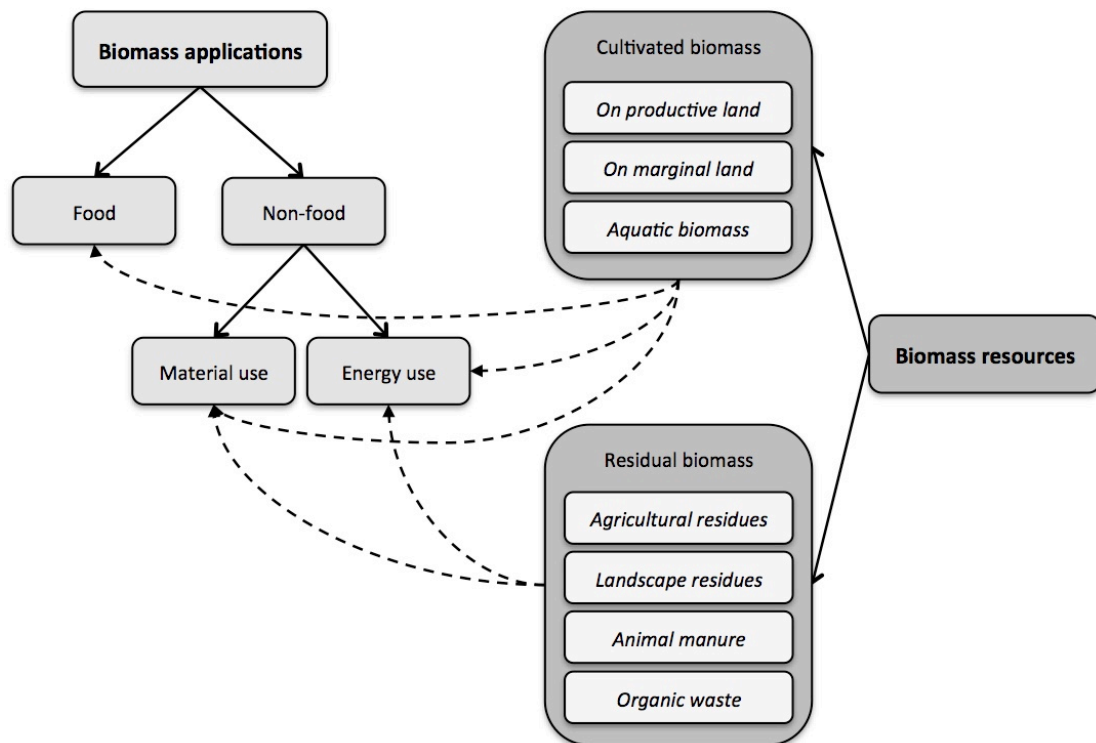 Biomass applications
Food
Non-food
Material use
Energy use
Cultivated biomass
On productive land
On marginal land
Aquatic biomass
Biomass resources
Residual biomass
Agricultural residues
Landscape residues
Animal manure
Organic waste